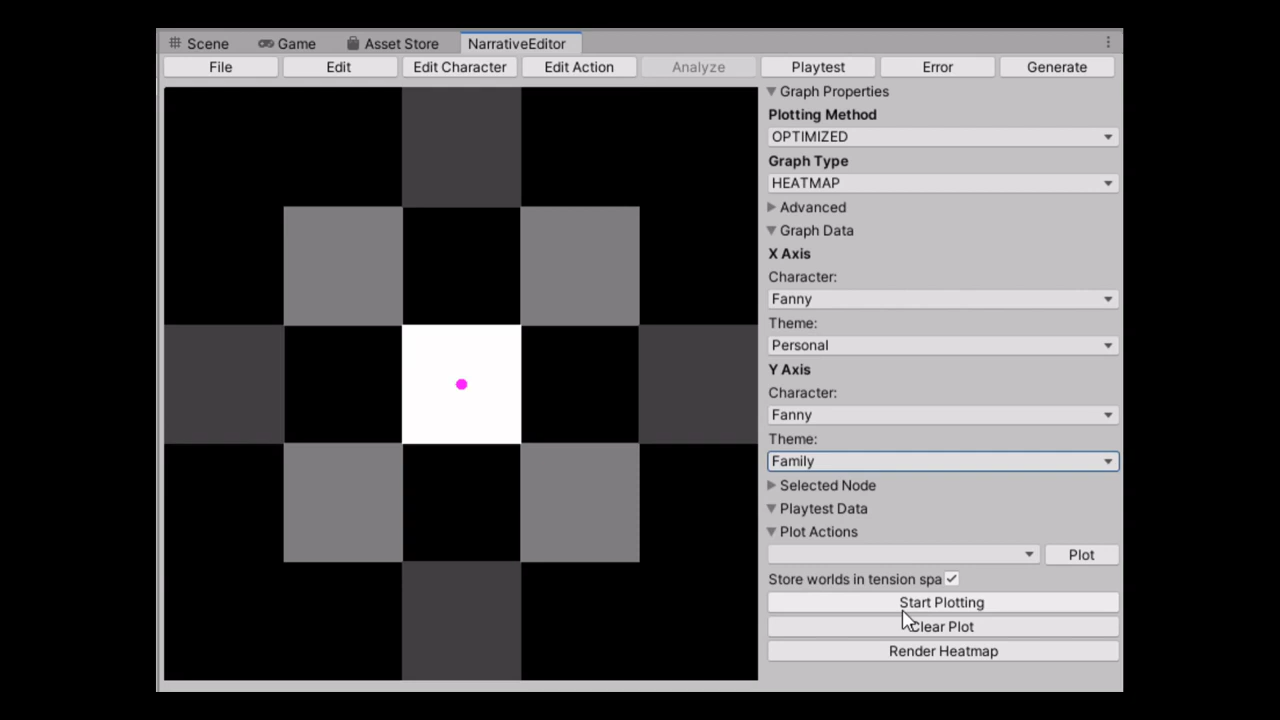 Scene Game Asset Store NarrativeEditor
File Edit Edit Character Edit Action Analyze Playtest Error Generate
Graph Properties
Plotting Method
OPTIMIZED
Graph Type
HEATMAP
Advanced
Graph Data
X Axis
Character:
Fanny
Theme:
Personal
Y Axis
Character:
Fanny
Theme:
Family
Selected Node
Playtest Data
Plot Actions
Plot
Store worlds in tension spa
Start Plotting
Clear Plot
Render Heatmap